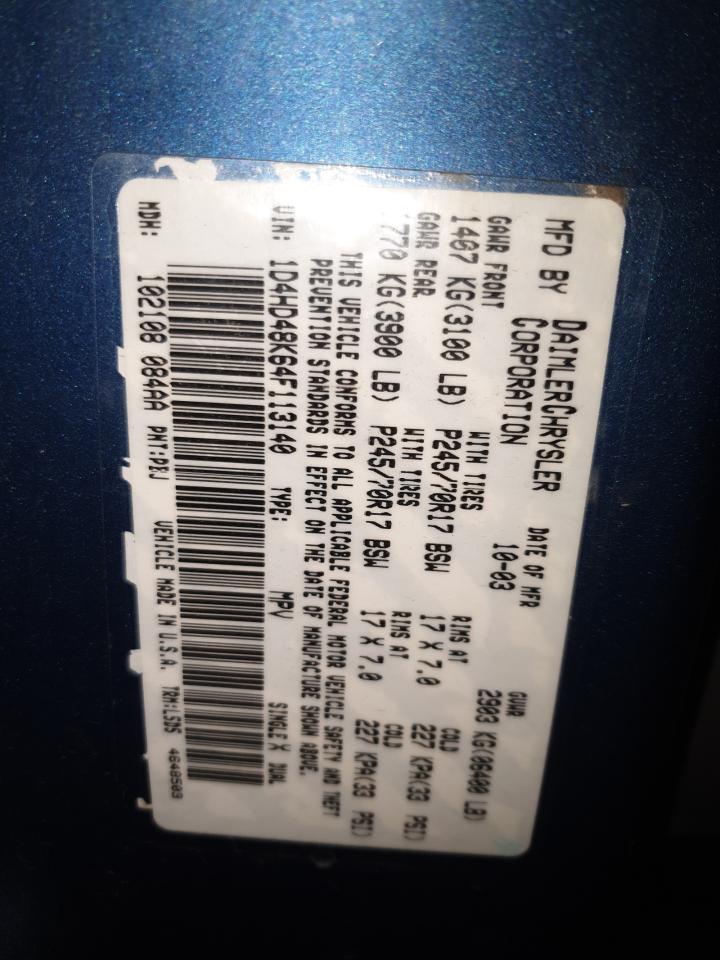 MFD BY DAIMLERCHRYSLER CORPORATION DATE OF MFR 10-03 GVWR 2903 KG(06400 LB)
GAWR FRONT WITH TIRES RIMS AT COLD
1407 KG(3100 LB) P245/70R17 BSW 17 X 7.0 227 KPA(33 PSI)
GAWR REAR WITH TIRES RIMS AT COLD
1770 KG(3900 LB) P245/70R17 BSW 17 X 7.0 227 KPA(33 PSI)
THIS VEHICLE CONFORMS TO ALL APPLICABLE FEDERAL MOTOR VEHICLE SAFETY AND THEFT
PREVENTION STANDARDS IN EFFECT ON THE DATE OF MANUFACTURE SHOWN ABOVE.
VIN: 1D4HD48K64F113140 TYPE: MPV SINGLE X DUAL
MDH: 102108 084AA PNT:PBJ VEHICLE MADE IN U.S.A. TRM:LSDS 4648503